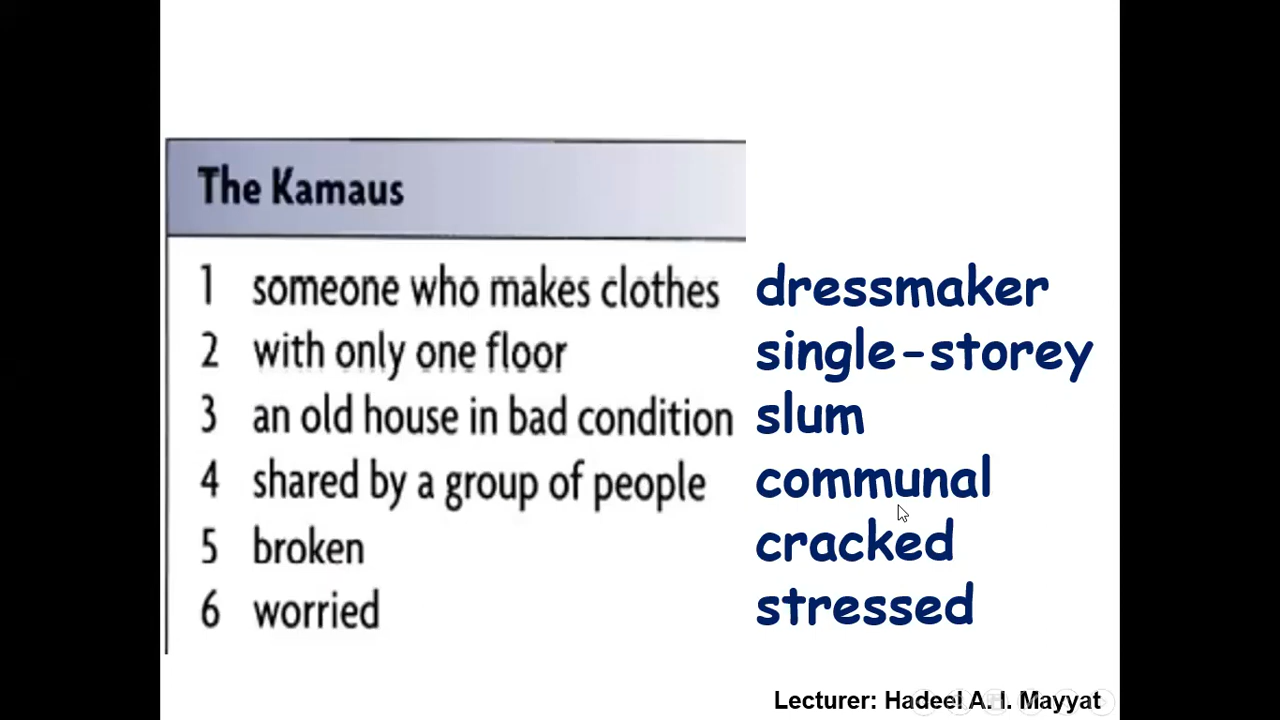 The Kamaus
1 someone who makes clothes dressmaker
2 with only one floor single-storey
3 an old house in bad condition slum
4 shared by a group of people communal
5 broken cracked
6 worried stressed
Lecturer: Hadeel A. I. Mayyat